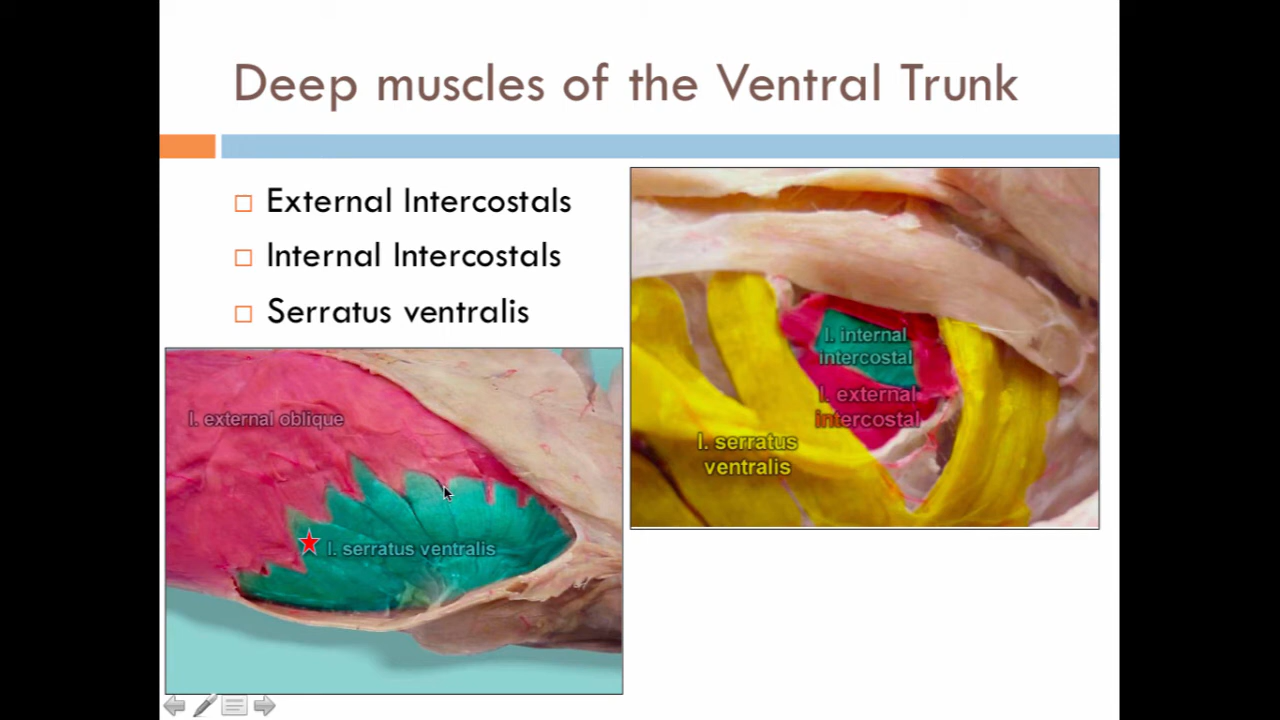 Deep muscles of the Ventral Trunk
External Intercostals
Internal Intercostals
Serratus ventralis
l. external oblique
l. serratus ventralis
l. internal
intercostal
l. external
intercostal
l. serratus
ventralis